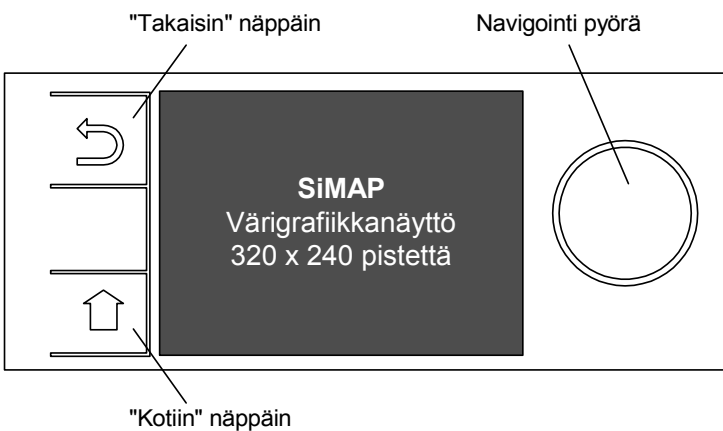 "Takaisin" näppäin
Navigointi pyörä
SiMAP
Värigrafiikkanäyttö
320 x 240 pistettä
"Kotiin" näppäin